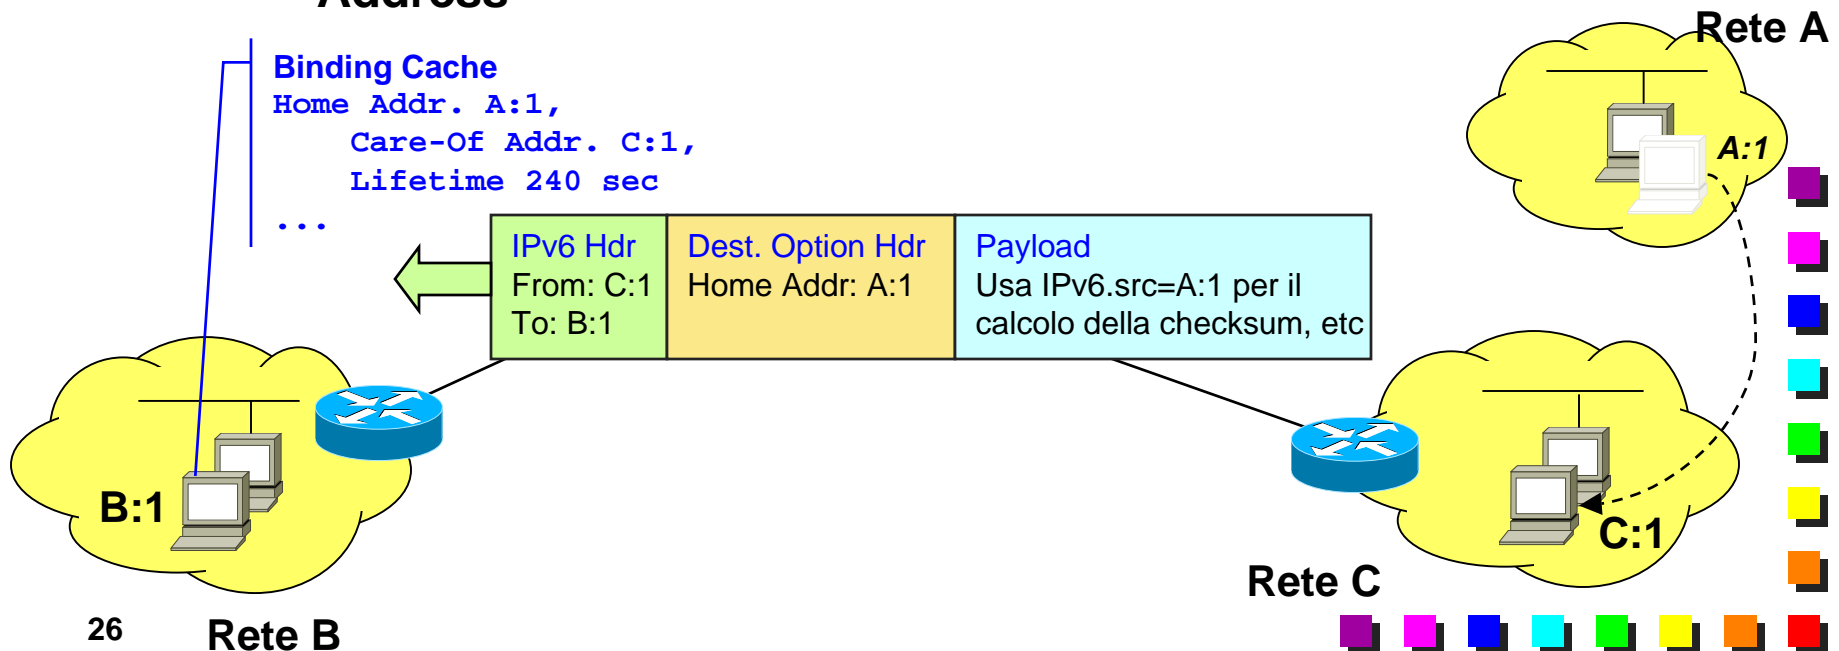 Address
Rete A
Binding Cache
Home Addr. A:1,
Care-Of Addr. C:1,
Lifetime 240 sec
...
A:1
IPv6 Hdr
From: C:1
To: B:1
Dest. Option Hdr
Home Addr: A:1
Payload
Usa IPv6.src=A:1 per il
calcolo della checksum, etc
B:1
C:1
Rete C
26
Rete B